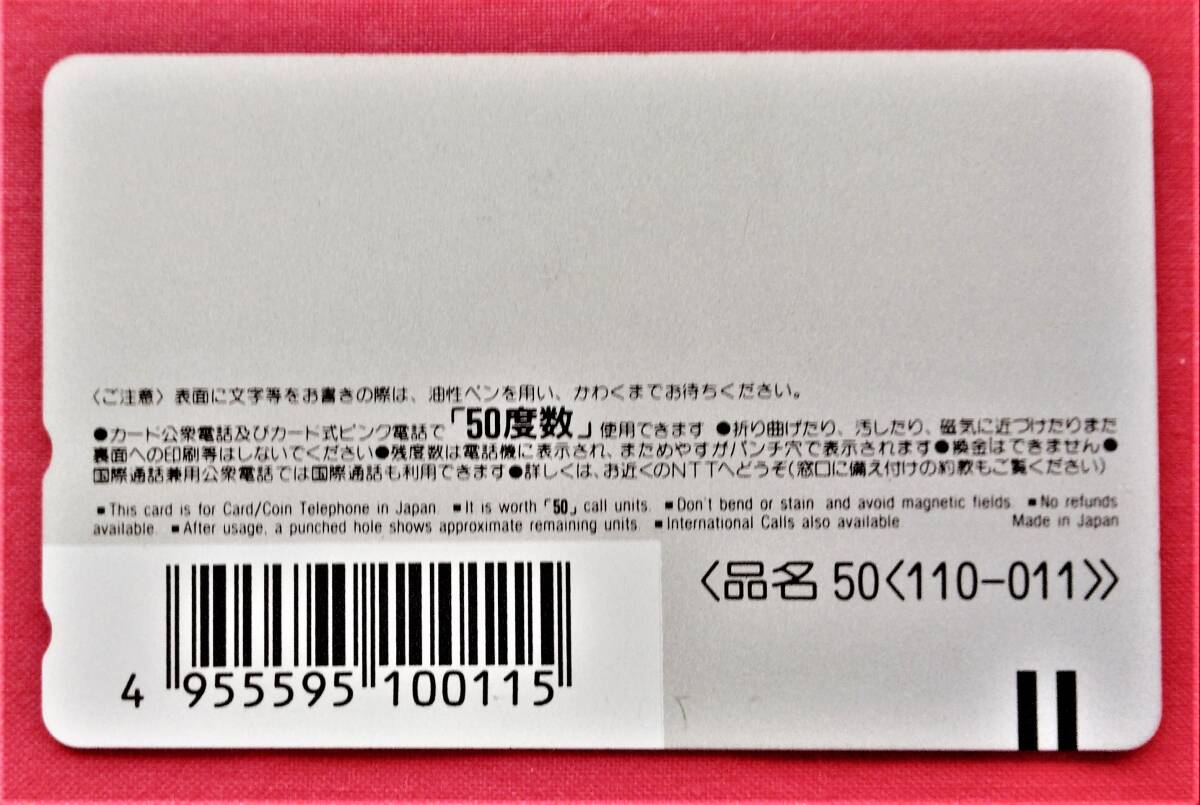 〈ご注意〉表面に文字等をお書きの際は、油性ペンを用い、かわくまでお待ちください。
●カード公衆電話及びカード式ピンク電話で「50度数」使用できます ●折り曲げたり、汚したり、磁気に近づけたりまた
裏面への印刷等はしないでください●残度数は電話機に表示され、まためやすがパンチ穴で表示されます●換金はできません●
国際通話兼用公衆電話では国際通話も利用できます●詳しくは、お近くのNTTへどうぞ(窓口に備え付けの約款もご覧ください)
■This card is for Card/Coin Telephone in Japan. ■It is worth「50」call units. ■Don't bend or stain and avoid magnetic fields. ■No refunds
available. ■After usage, a punched hole shows approximate remaining units. ■International Calls also available Made in Japan
〈品名 50〈110-011〉〉
4 955595 100115